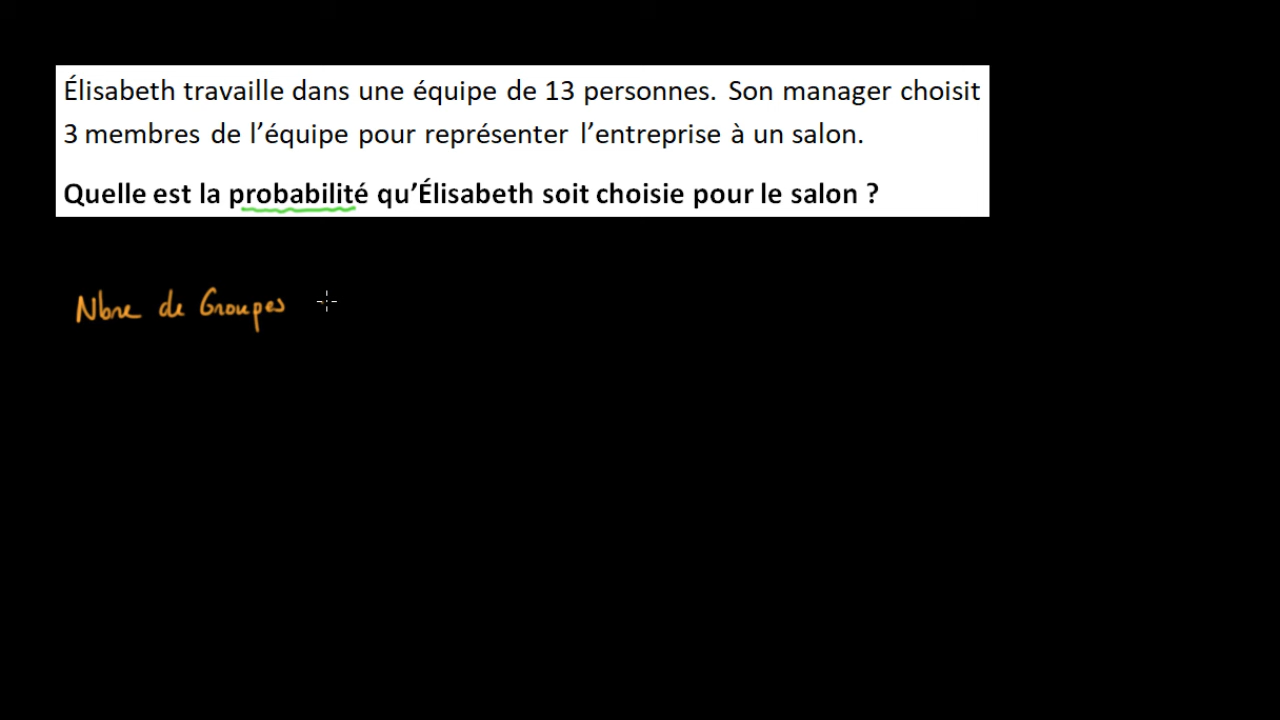 Élisabeth travaille dans une équipe de 13 personnes. Son manager choisit
3 membres de l’équipe pour représenter l’entreprise à un salon.
Quelle est la probabilité qu’Élisabeth soit choisie pour le salon ?
Nbre de Groupes